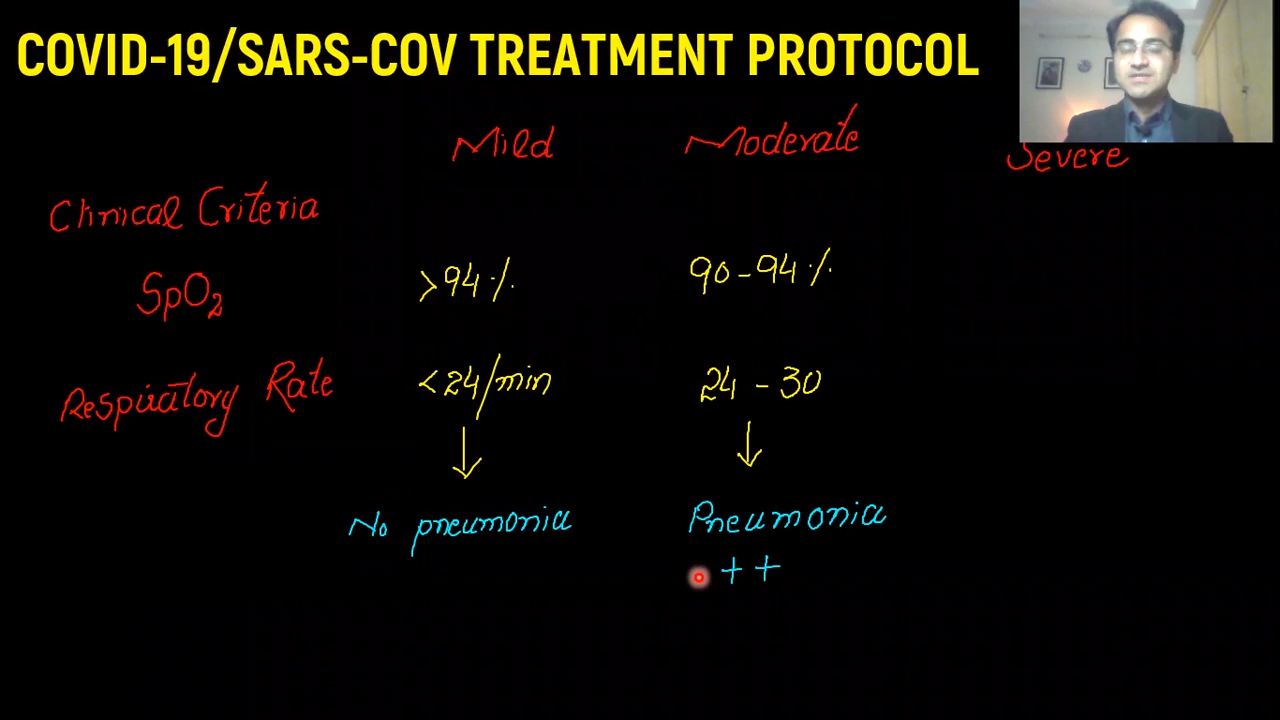 COVID-19/SARS-COV TREATMENT PROTOCOL
Mild Moderate Severe
Clinical Criteria
SpO2 >94% 90-94%
Respiratory Rate <24/min 24-30
No pneumonia Pneumonia
++